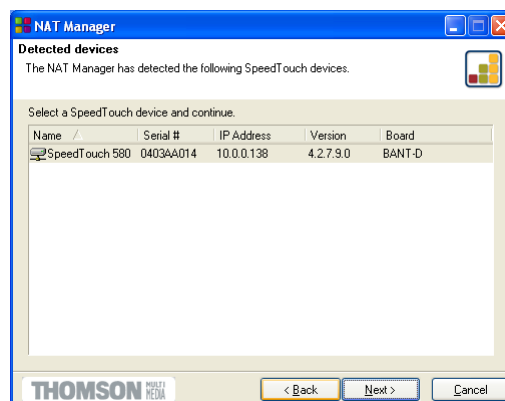 NAT Manager
Detected devices
The NAT Manager has detected the following SpeedTouch devices.
Select a SpeedTouch device and continue.
Name Serial # IP Address Version Board
SpeedTouch 580 0403AA014 10.0.0.138 4.2.7.9.0 BANT-D
THOMSON MULTI MEDIA
< Back Next > Cancel